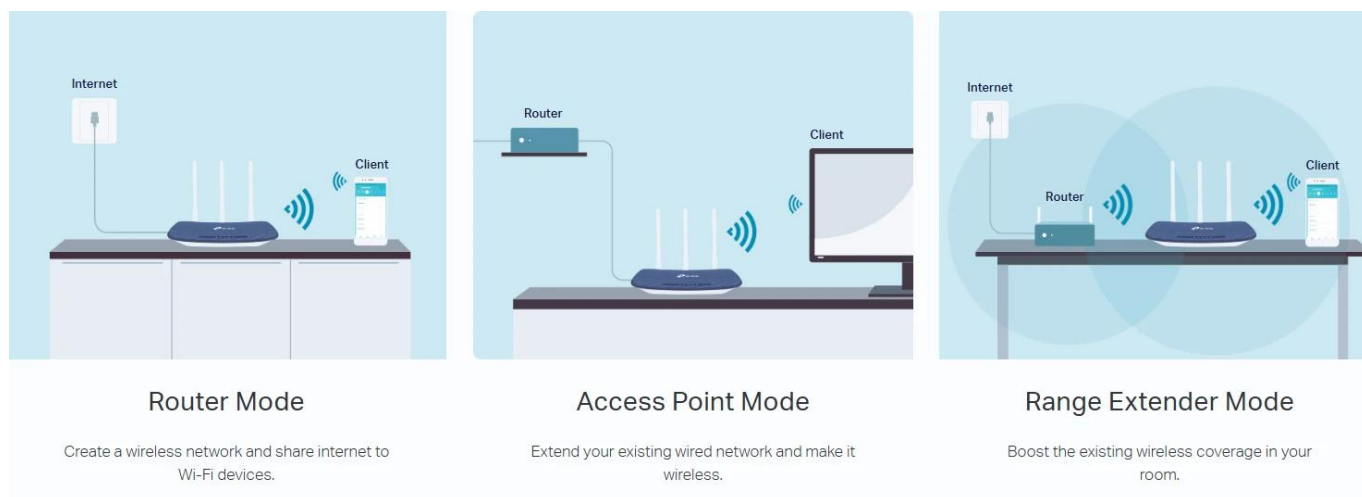 Internet
Client
Router Mode
Create a wireless network and share internet to
Wi-Fi devices.
Router
Client
Access Point Mode
Extend your existing wired network and make it
wireless.
Internet
Router
Client
Range Extender Mode
Boost the existing wireless coverage in your
room.